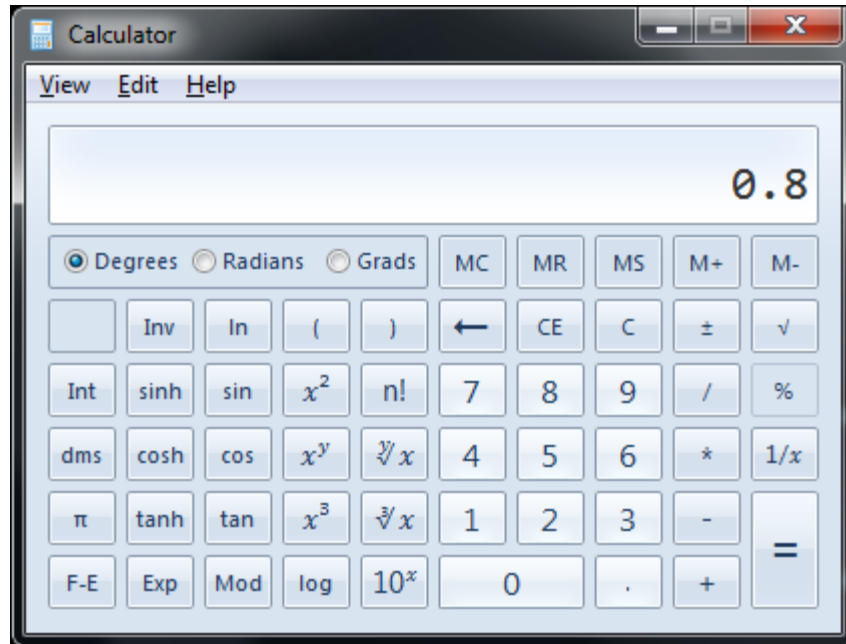 Calculator
View Edit Help
0.8
Degrees Radians Grads MC MR MS M+ M-
Inv ln ( ) ← CE C ± √
Int sinh sin x² n! 7 8 9 / %
dms cosh cos xʸ ʸ√x 4 5 6 * 1/x
π tanh tan x³ ³√x 1 2 3 - =
F-E Exp Mod log 10ˣ 0 . +